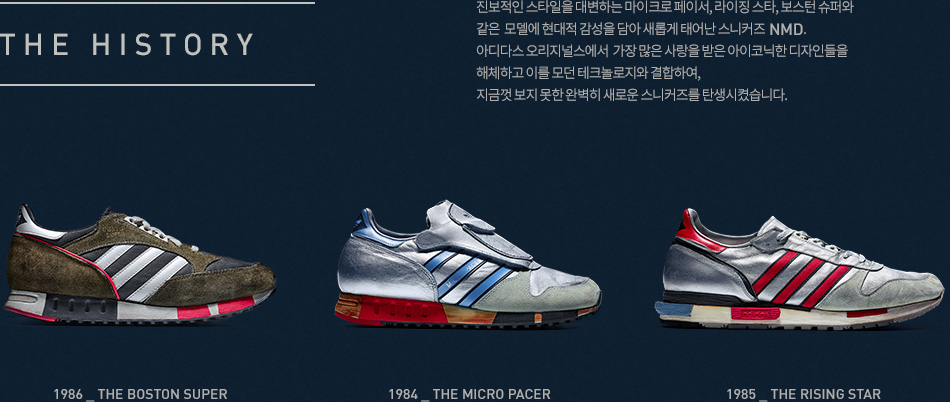 THE HISTORY
진보적인 스타일을 대변하는 마이크로 페이서, 라이징 스타, 보스턴 슈퍼와
같은 모델에 현대적 감성을 담아 새롭게 태어난 스니커즈 NMD.
아디다스 오리지널스에서 가장 많은 사랑을 받은 아이코닉한 디자인들을
해체하고 이를 모던 테크놀로지와 결합하여,
지금껏 보지 못한 완벽히 새로운 스니커즈를 탄생시켰습니다.
1986 _ THE BOSTON SUPER
1984 _ THE MICRO PACER
1985 _ THE RISING STAR